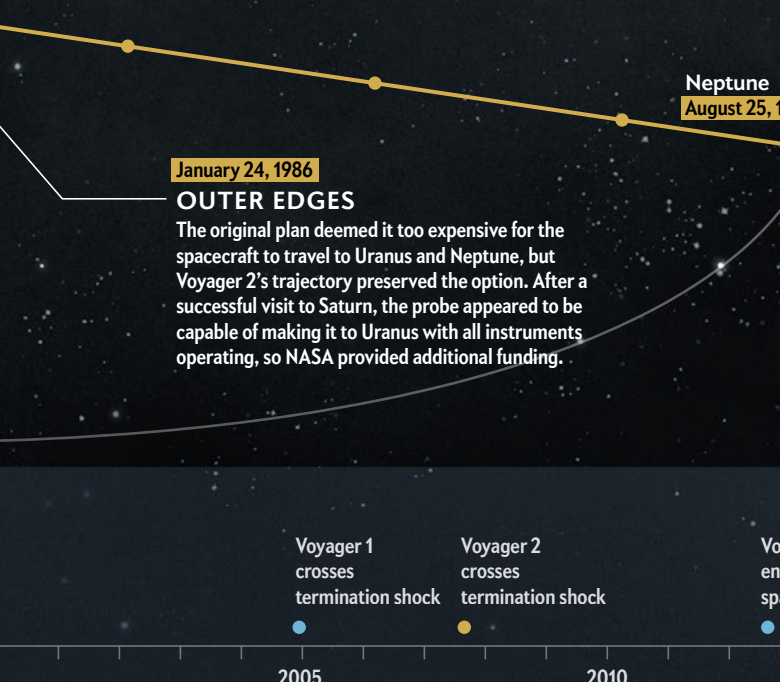 Neptune
August 25, 1
January 24, 1986
OUTER EDGES
The original plan deemed it too expensive for the
spacecraft to travel to Uranus and Neptune, but
Voyager 2’s trajectory preserved the option. After a
successful visit to Saturn, the probe appeared to be
capable of making it to Uranus with all instruments
operating, so NASA provided additional funding.
Voyager 1
crosses
termination shock
Voyager 2
crosses
termination shock
Vo
en
spa
2005
2010